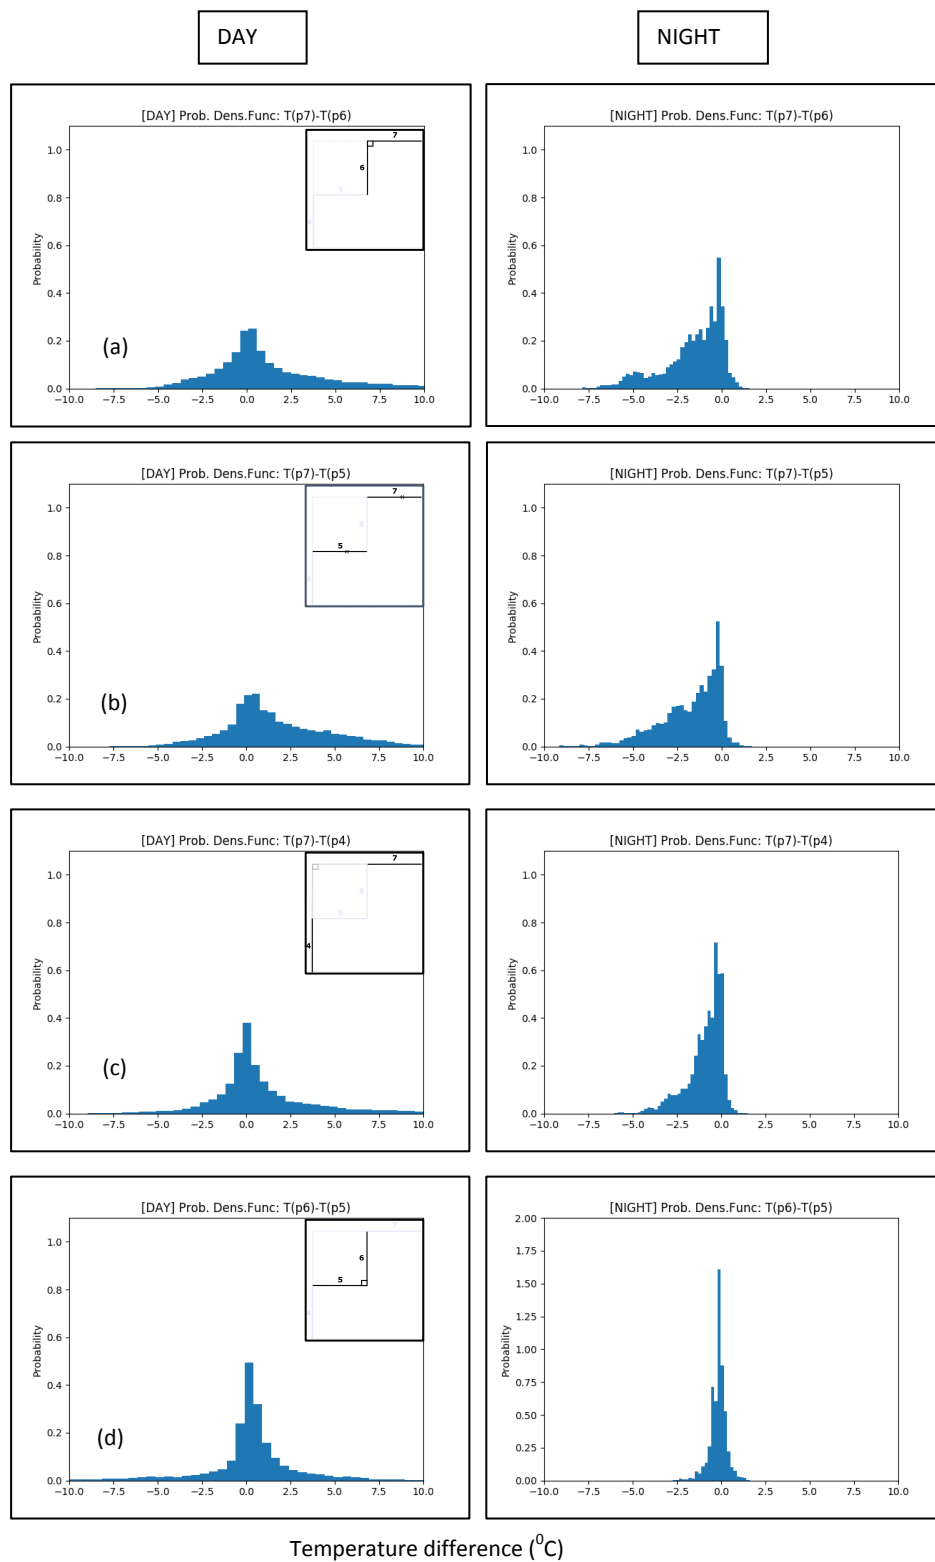 DAY NIGHT
[DAY] Prob. Dens.Func: T(p7)-T(p6)
Probability
1.0
0.8
0.6
0.4
0.2
0.0
−10.0 −7.5 −5.0 −2.5 0.0 2.5 5.0 7.5 10.0
7
6
5
4
(a)
[NIGHT] Prob. Dens.Func: T(p7)-T(p6)
Probability
1.0
0.8
0.6
0.4
0.2
0.0
−10.0 −7.5 −5.0 −2.5 0.0 2.5 5.0 7.5 10.0
[DAY] Prob. Dens.Func: T(p7)-T(p5)
Probability
1.0
0.8
0.6
0.4
0.2
0.0
−10.0 −7.5 −5.0 −2.5 0.0 2.5 5.0 7.5 10.0
7
6
5
4
(b)
[NIGHT] Prob. Dens.Func: T(p7)-T(p5)
Probability
1.0
0.8
0.6
0.4
0.2
0.0
−10.0 −7.5 −5.0 −2.5 0.0 2.5 5.0 7.5 10.0
[DAY] Prob. Dens.Func: T(p7)-T(p4)
Probability
1.0
0.8
0.6
0.4
0.2
0.0
−10.0 −7.5 −5.0 −2.5 0.0 2.5 5.0 7.5 10.0
7
6
5
4
(c)
[NIGHT] Prob. Dens.Func: T(p7)-T(p4)
Probability
1.0
0.8
0.6
0.4
0.2
0.0
−10.0 −7.5 −5.0 −2.5 0.0 2.5 5.0 7.5 10.0
[DAY] Prob. Dens.Func: T(p6)-T(p5)
Probability
1.0
0.8
0.6
0.4
0.2
0.0
−10.0 −7.5 −5.0 −2.5 0.0 2.5 5.0 7.5 10.0
7
6
5
4
(d)
[NIGHT] Prob. Dens.Func: T(p6)-T(p5)
Probability
2.00
1.75
1.50
1.25
1.00
0.75
0.50
0.25
0.00
−10.0 −7.5 −5.0 −2.5 0.0 2.5 5.0 7.5 10.0
Temperature difference (⁰C)